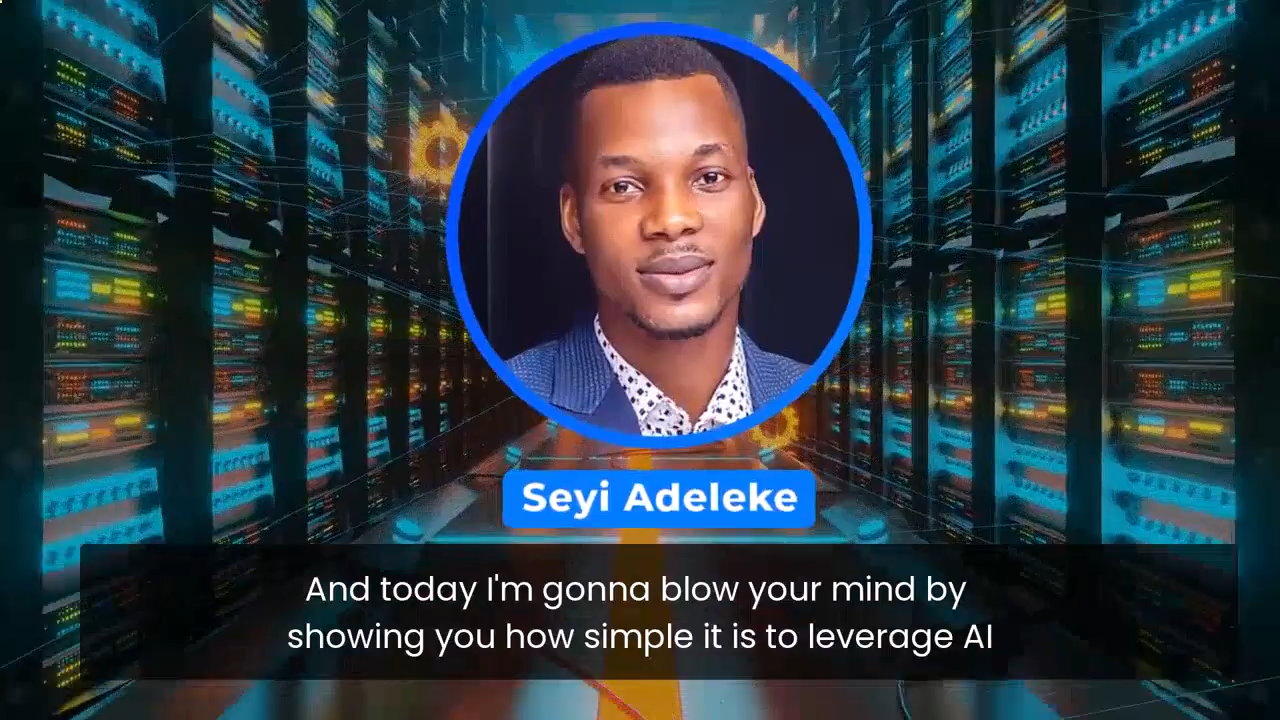 Seyi Adeleke
And today I'm gonna blow your mind by
showing you how simple it is to leverage AI